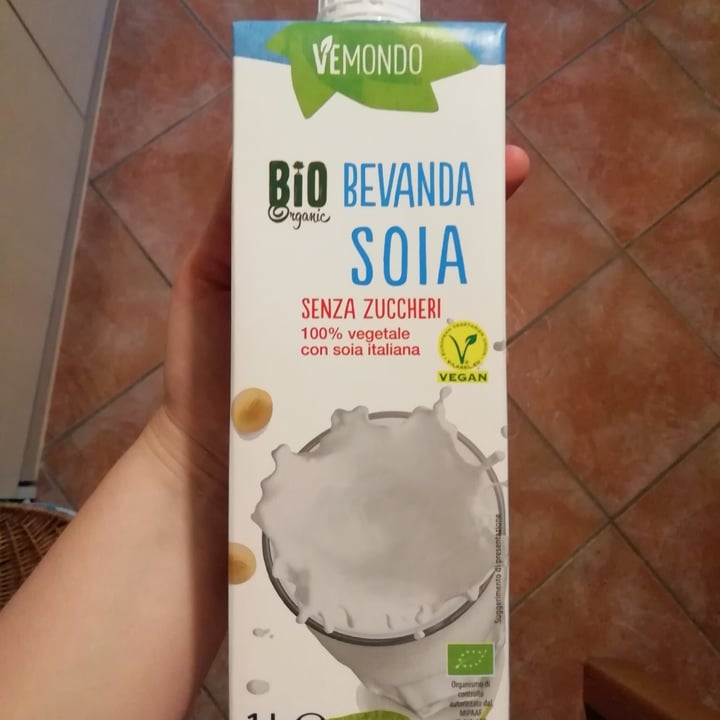 VEMONDO
BiO
Organic
BEVANDA
SOIA
SENZA ZUCCHERI
100% vegetale
con soia italiana
VEGAN
Suggerimento di presentazione
Organismo di
controllo
autorizzato dal
MIPAAF